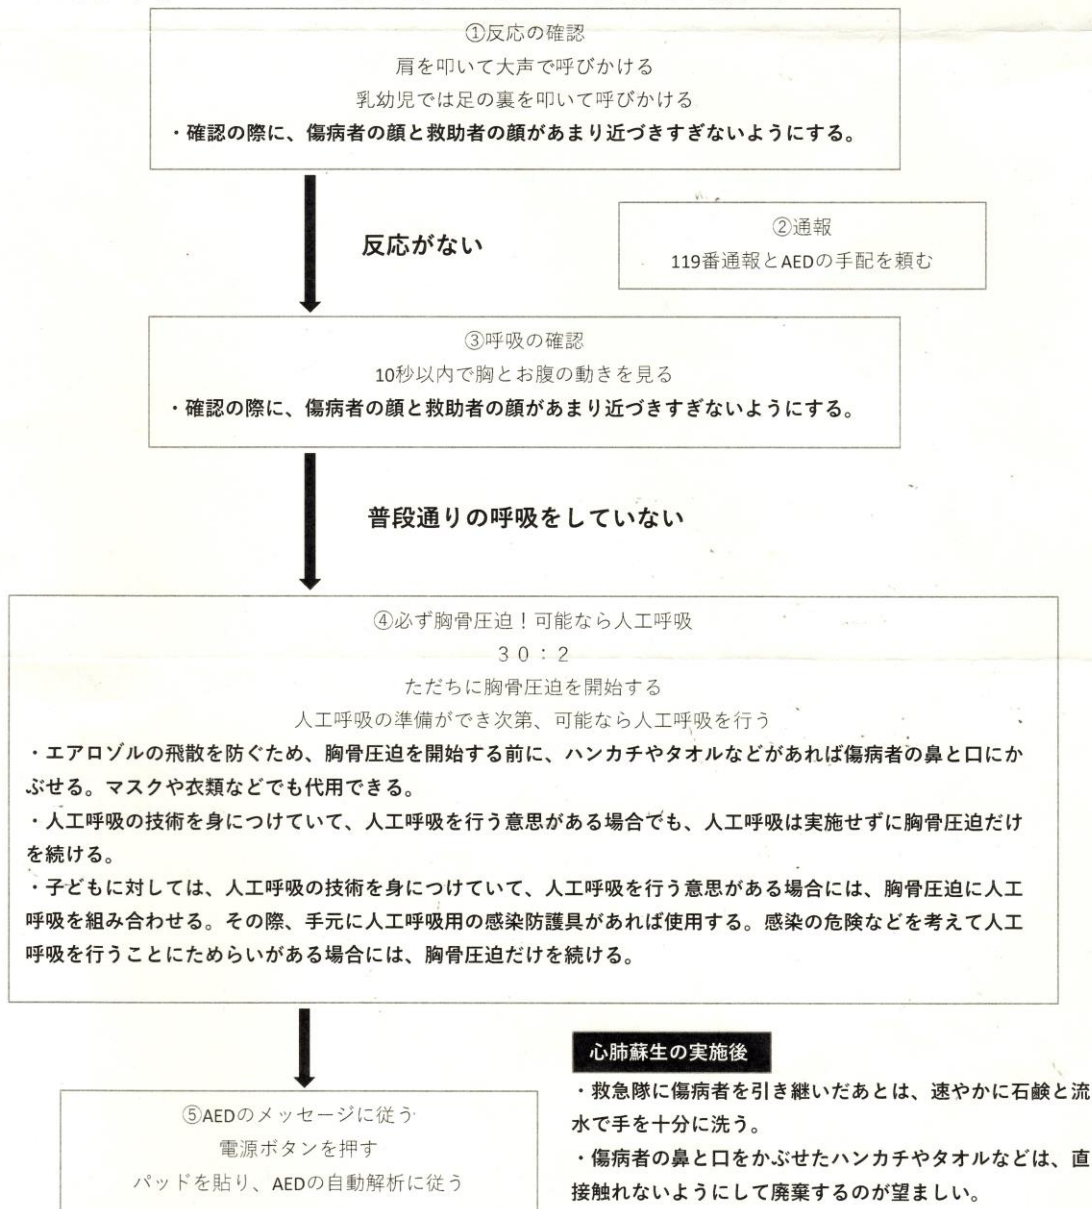 ①反応の確認
肩を叩いて大声で呼びかける
乳幼児では足の裏を叩いて呼びかける
・確認の際に、傷病者の顔と救助者の顔があまり近づきすぎないようにする。
反応がない
②通報
119番通報とAEDの手配を頼む
③呼吸の確認
10秒以内で胸とお腹の動きを見る
・確認の際に、傷病者の顔と救助者の顔があまり近づきすぎないようにする。
普段通りの呼吸をしていない
④必ず胸骨圧迫！可能なら人工呼吸
３０：２
ただちに胸骨圧迫を開始する
人工呼吸の準備ができ次第、可能なら人工呼吸を行う
・エアロゾルの飛散を防ぐため、胸骨圧迫を開始する前に、ハンカチやタオルなどがあれば傷病者の鼻と口にか
ぶせる。マスクや衣類などでも代用できる。
・人工呼吸の技術を身につけていて、人工呼吸を行う意思がある場合でも、人工呼吸は実施せずに胸骨圧迫だけ
を続ける。
・子どもに対しては、人工呼吸の技術を身につけていて、人工呼吸を行う意思がある場合には、胸骨圧迫に人工
呼吸を組み合わせる。その際、手元に人工呼吸用の感染防護具があれば使用する。感染の危険などを考えて人工
呼吸を行うことにためらいがある場合には、胸骨圧迫だけを続ける。
⑤AEDのメッセージに従う
電源ボタンを押す
パッドを貼り、AEDの自動解析に従う
心肺蘇生の実施後
・救急隊に傷病者を引き継いだあとは、速やかに石鹸と流
水で手を十分に洗う。
・傷病者の鼻と口をかぶせたハンカチやタオルなどは、直
接触れないようにして廃棄するのが望ましい。